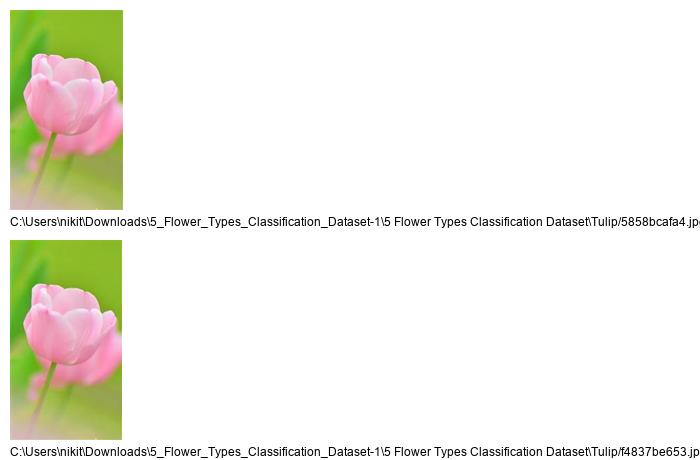 C:\Users\nikit\Downloads\5_Flower_Types_Classification_Dataset-1\5 Flower Types Classification Dataset\Tulip/5858bcafa4.jp
C:\Users\nikit\Downloads\5_Flower_Types_Classification_Dataset-1\5 Flower Types Classification Dataset\Tulip/f4837be653.jp